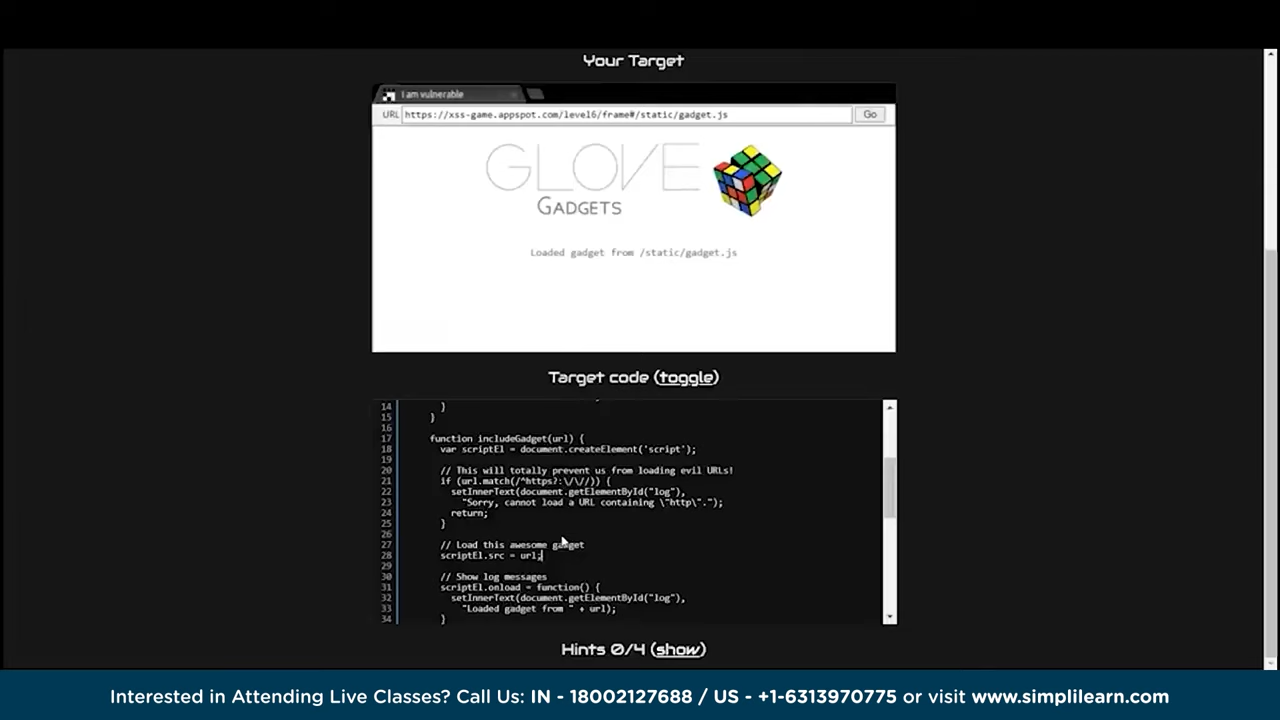 Your Target
I am vulnerable
URL https://xss-game.appspot.com/level6/frame#/static/gadget.js Go
GLOVE
GADGETS
Loaded gadget from /static/gadget.js
Target code (toggle)
14 }
15 }
16
17 function includeGadget(url) {
18 var scriptEl = document.createElement('script');
19
20 // This will totally prevent us from loading evil URLs!
21 if (url.match(/^https?:\/\//)) {
22 setInnerText(document.getElementById("log"),
23 "Sorry, cannot load a URL containing \"http\".");
24 return;
25 }
26
27 // Load this awesome gadget
28 scriptEl.src = url;
29
30 // Show log messages
31 scriptEl.onload = function() {
32 setInnerText(document.getElementById("log"),
33 "Loaded gadget from " + url);
34 }
Hints 0/4 (show)
Interested in Attending Live Classes? Call Us: IN - 18002127688 / US - +1-6313970775 or visit www.simplilearn.com